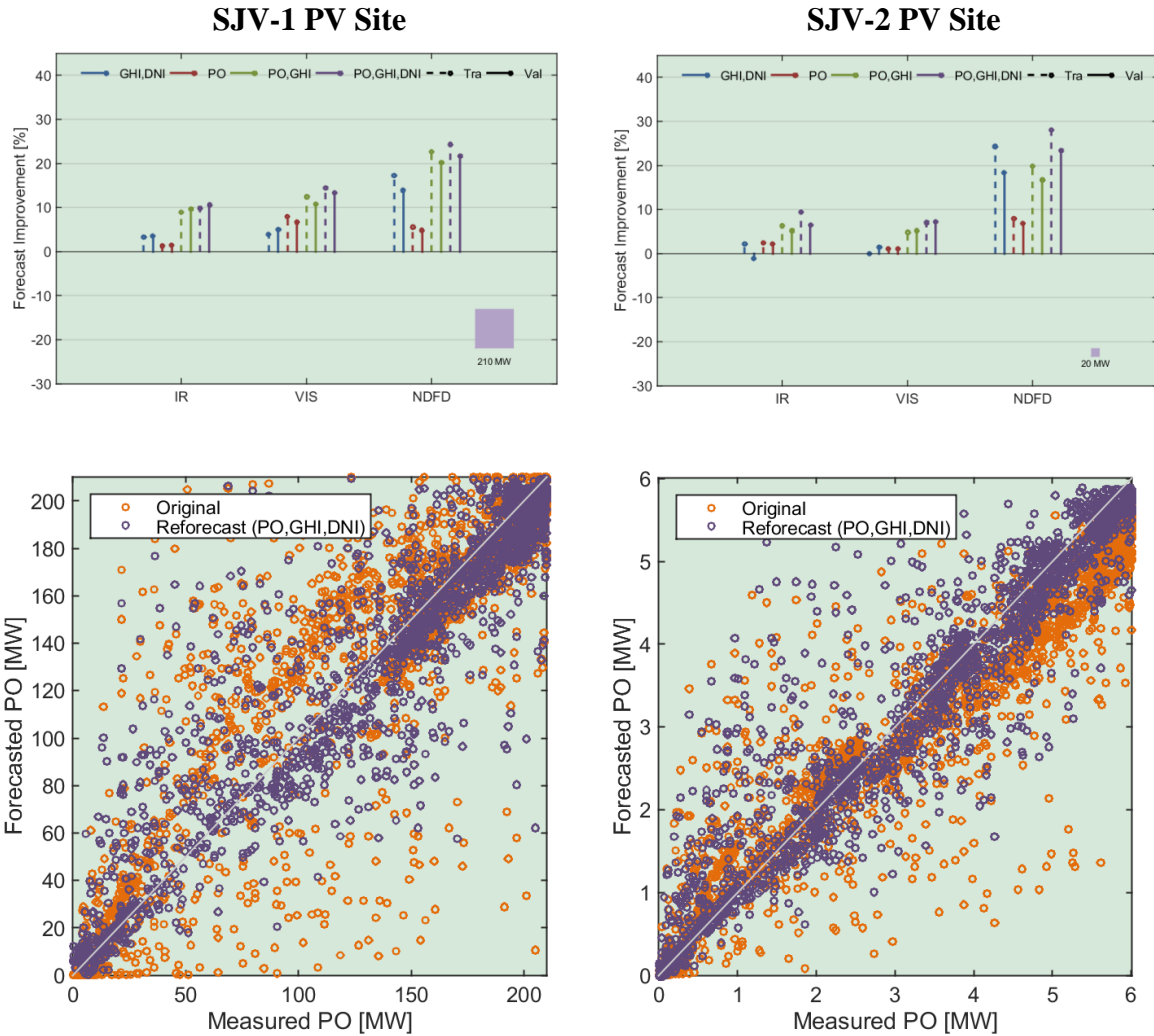 SJV-1 PV Site
SJV-2 PV Site
GHI,DNI PO PO,GHI PO,GHI,DNI Tra Val
Forecast Improvement [%]
40
30
20
10
0
-10
-20
-30
210 MW
IR VIS NDFD
GHI,DNI PO PO,GHI PO,GHI,DNI Tra Val
Forecast Improvement [%]
40
30
20
10
0
-10
-20
-30
20 MW
IR VIS NDFD
Original
Reforecast (PO,GHI,DNI)
Forecasted PO [MW]
200
180
160
140
120
100
80
60
40
20
0
0 50 100 150 200
Measured PO [MW]
Original
Reforecast (PO,GHI,DNI)
Forecasted PO [MW]
6
5
4
3
2
1
0
0 1 2 3 4 5 6
Measured PO [MW]